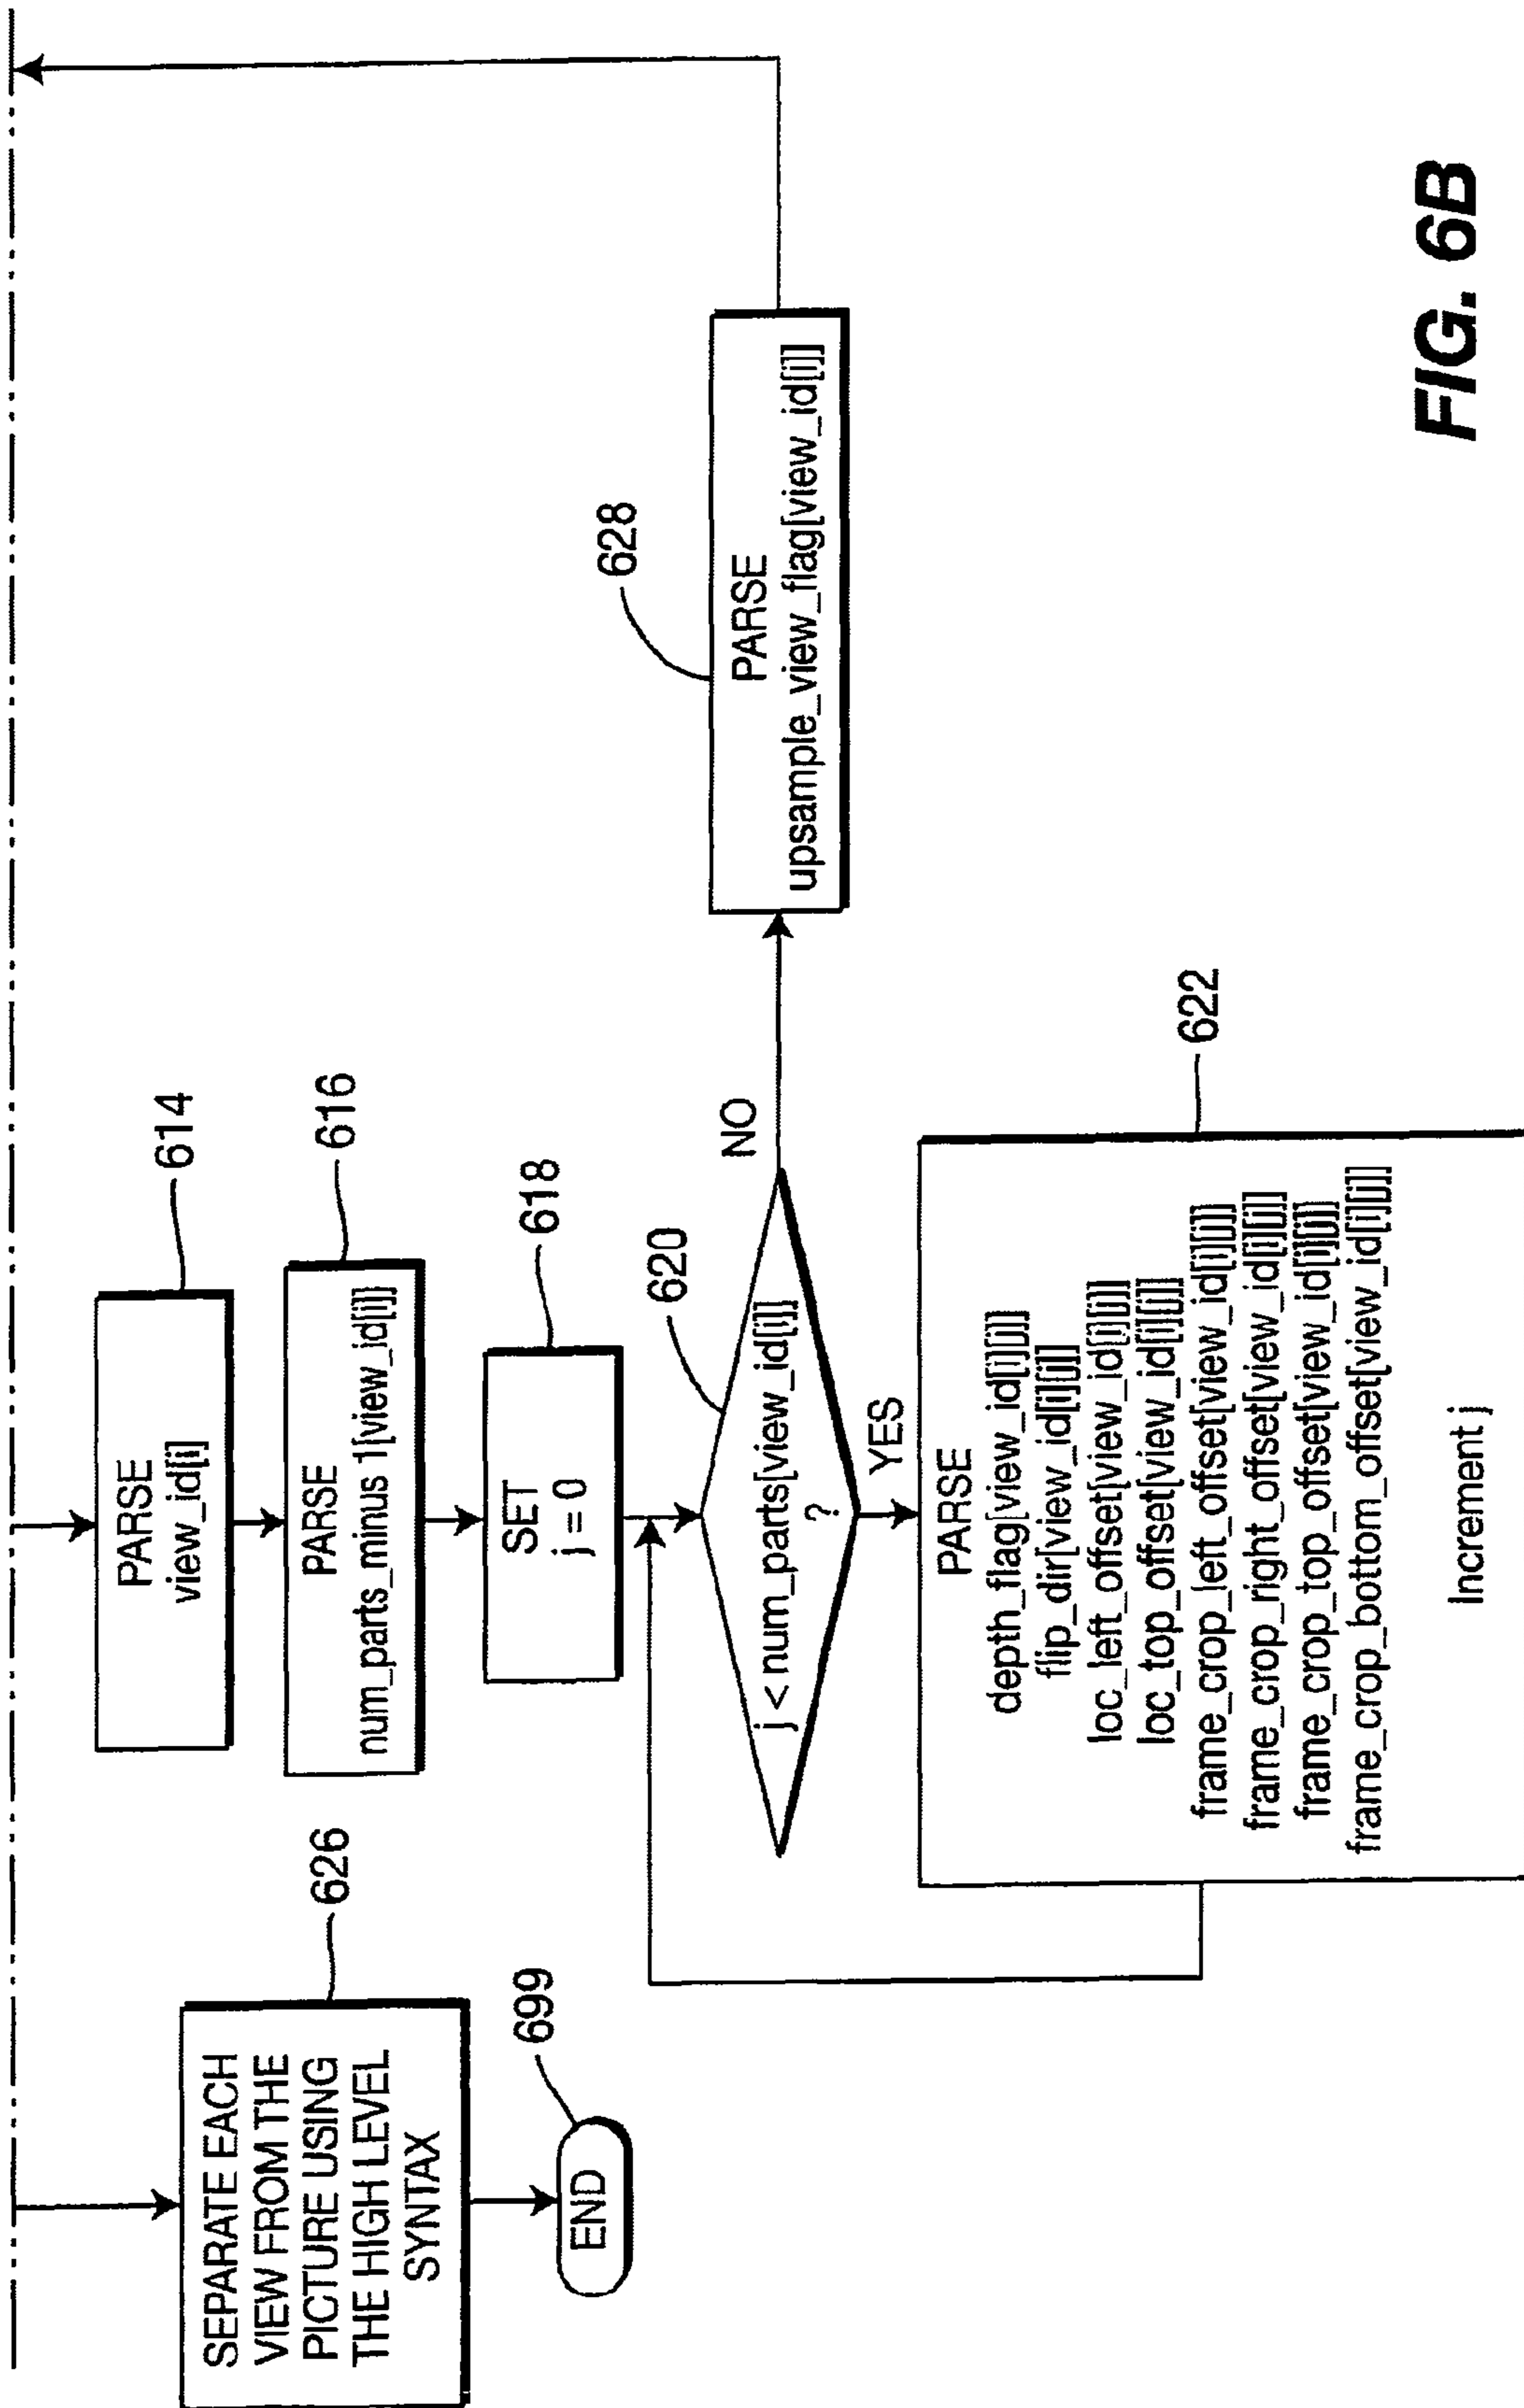 SEPARATE EACH
VIEW FROM THE
PICTURE USING
THE HIGH LEVEL
SYNTAX
626
END
699
PARSE
view_id[i]
614
PARSE
num_parts_minus 1[view_id[i]]
616
SET
j = 0
618
j < num_parts[view_id[i]]
?
620
NO
YES
PARSE
upsample_view_flag[view_id[i]]
628
PARSE
depth_flag[view_id[i][j]]
flip_dir[view_id[i][j]]
loc_left_offset[view_id[i][j]]
loc_top_offset[view_id[i][j]]
frame_crop_left_offset[view_id[i][j]]
frame_crop_right_offset[view_id[i][j]]
frame_crop_top_offset[view_id[i][j]]
frame_crop_bottom_offset[view_id[i][j]]
Increment j
622
FIG. 6B